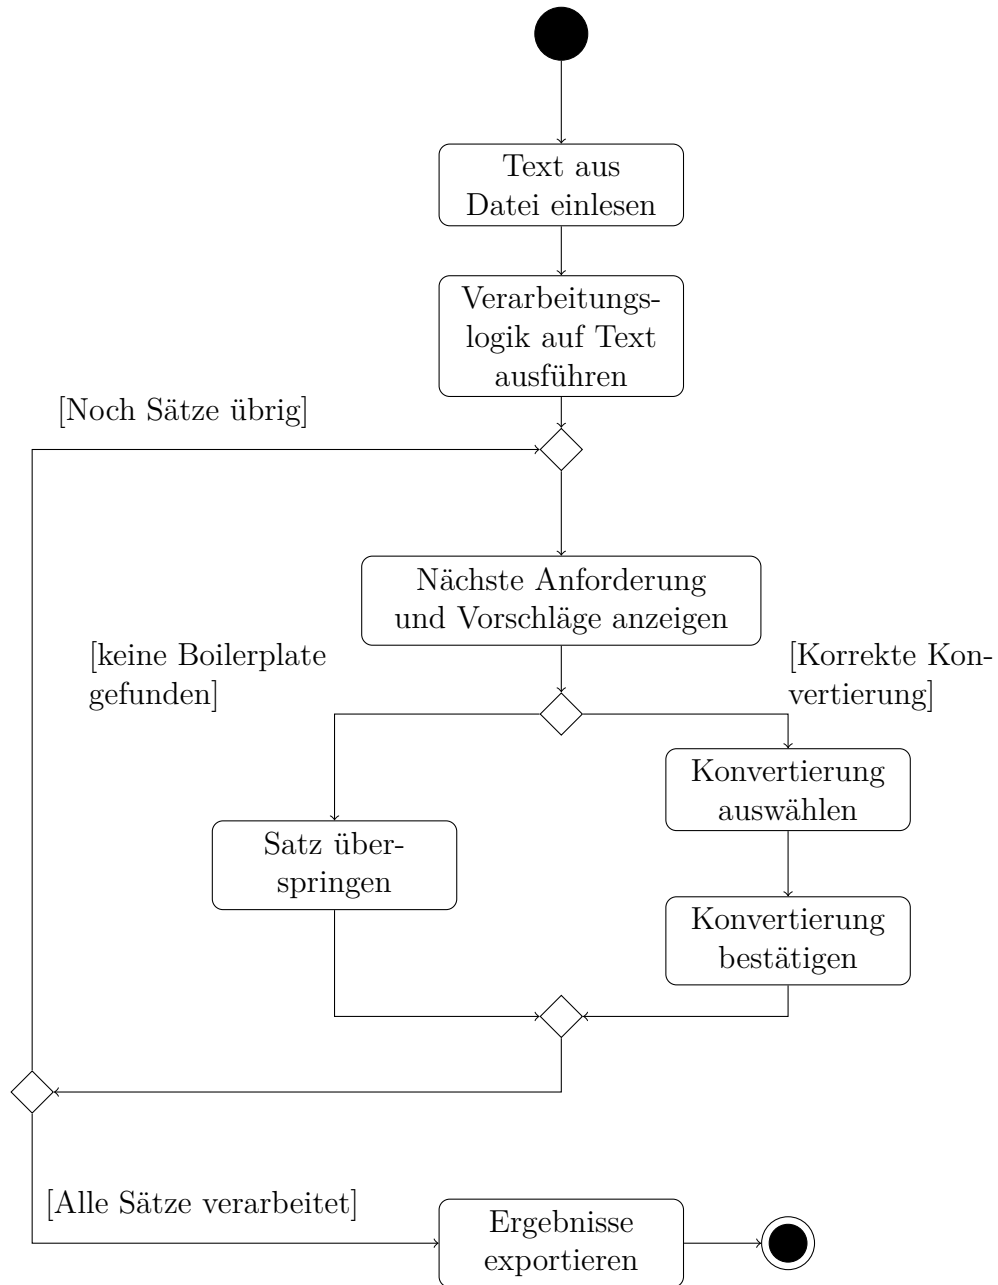 Text aus
Datei einlesen
Verarbeitungs-
logik auf Text
ausführen
[Noch Sätze übrig]
Nächste Anforderung
und Vorschläge anzeigen
[keine Boilerplate
gefunden]
[Korrekte Kon-
vertierung]
Konvertierung
auswählen
Satz über-
springen
Konvertierung
bestätigen
[Alle Sätze verarbeitet]
Ergebnisse
exportieren